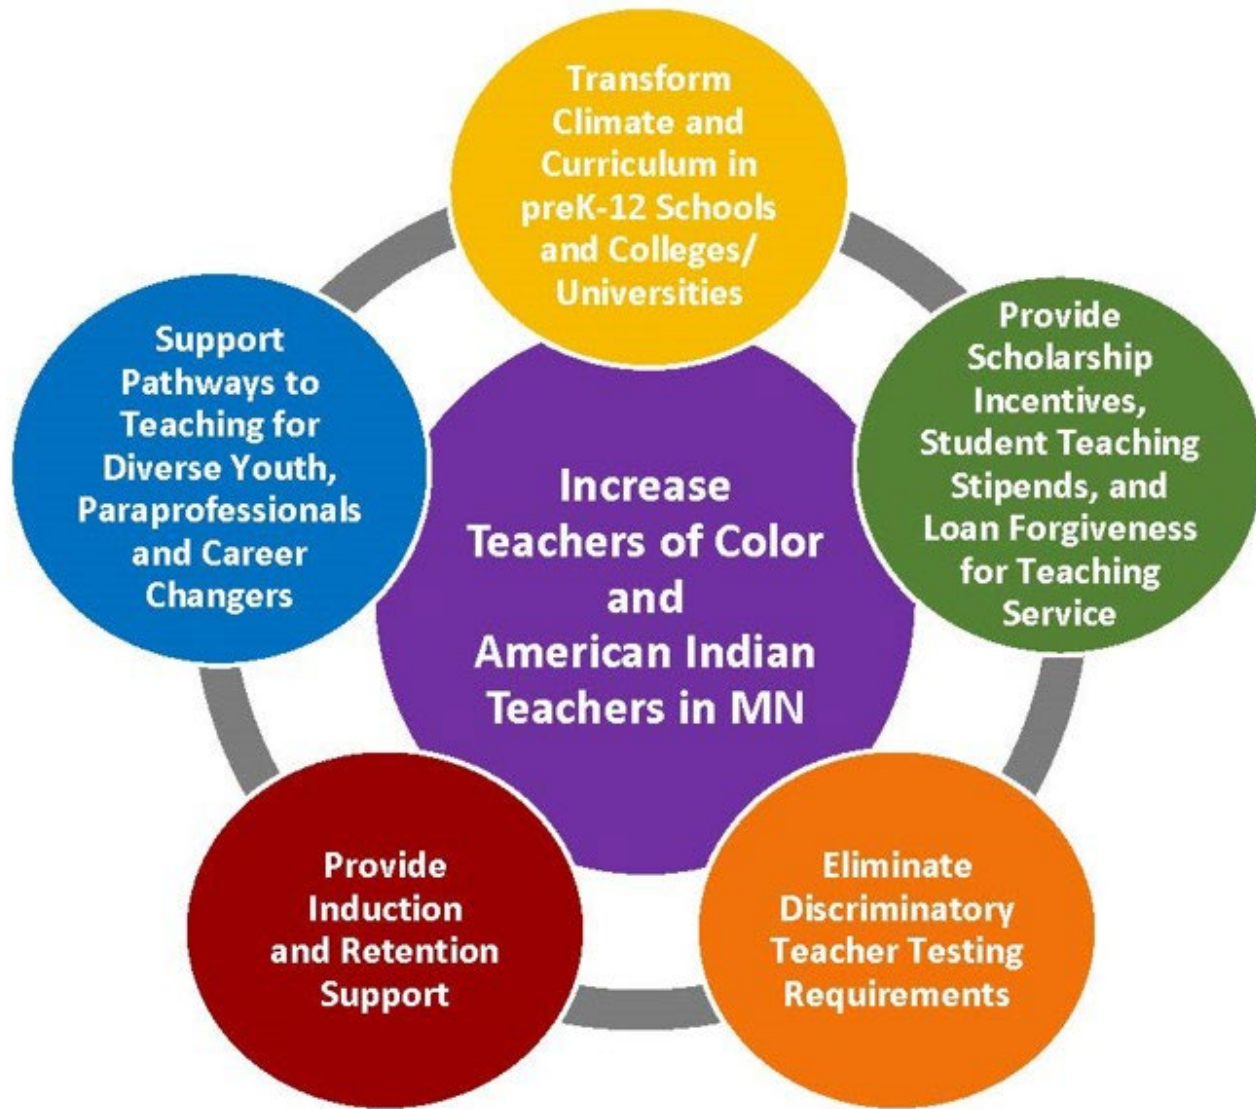 Transform
Climate and
Curriculum in
preK-12 Schools
and Colleges/
Universities
Provide
Scholarship
Incentives,
Student Teaching
Stipends, and
Loan Forgiveness
for Teaching
Service
Eliminate
Discriminatory
Teacher Testing
Requirements
Provide
Induction
and Retention
Support
Support
Pathways to
Teaching for
Diverse Youth,
Paraprofessionals
and Career
Changers
Increase
Teachers of Color
and
American Indian
Teachers in MN